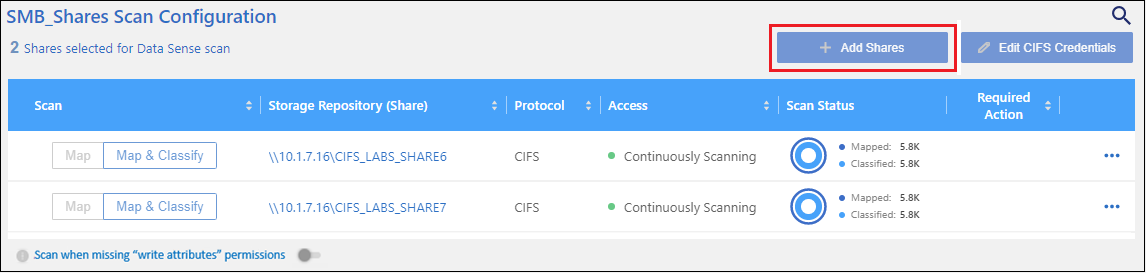 SMB_Shares Scan Configuration
2 Shares selected for Data Sense scan
+ Add Shares
Edit CIFS Credentials
Scan
Storage Repository (Share)
Protocol
Access
Scan Status
Required
Action
Map
Map & Classify
\\10.1.7.16\CIFS_LABS_SHARE6
CIFS
Continuously Scanning
Mapped: 5.8K
Classified: 5.8K
Map
Map & Classify
\\10.1.7.16\CIFS_LABS_SHARE7
CIFS
Continuously Scanning
Mapped: 5.8K
Classified: 5.8K
Scan when missing “write attributes” permissions